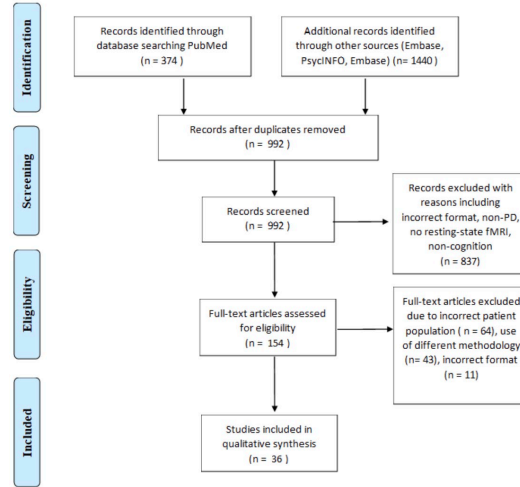 Identification
Records identified through
database searching PubMed
(n = 374 )
Additional records identified
through other sources (Embase,
PsycINFO, Embase) (n= 1440)
Records after duplicates removed
(n = 992 )
Screening
Records screened
(n = 992 )
Records excluded with
reasons including
incorrect format, non-PD,
no resting-state fMRI,
non-cognition
(n = 837)
Eligibility
Full-text articles assessed
for eligibility
(n = 154 )
Full-text articles excluded
due to incorrect patient
population ( n = 64), use
of different methodology
(n= 43), incorrect format
(n = 11)
Included
Studies included in
qualitative synthesis
(n = 36 )